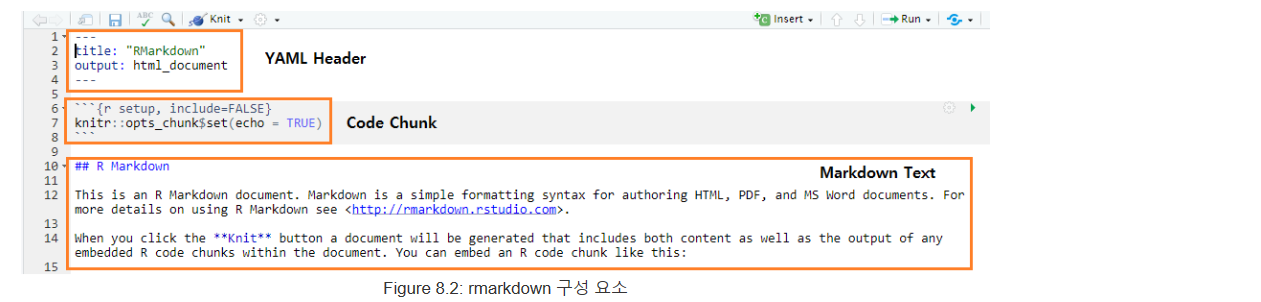 ABC Knit Insert Run
1 ---
2 title: "RMarkdown"
3 output: html_document
YAML Header
4 ---
5
6 ```{r setup, include=FALSE}
7 knitr::opts_chunk$set(echo = TRUE)
Code Chunk
8 ```
9
10 ## R Markdown
Markdown Text
11
12 This is an R Markdown document. Markdown is a simple formatting syntax for authoring HTML, PDF, and MS Word documents. For
more details on using R Markdown see <http://rmarkdown.rstudio.com>.
13
14 When you click the **Knit** button a document will be generated that includes both content as well as the output of any
embedded R code chunks within the document. You can embed an R code chunk like this:
15
Figure 8.2: rmarkdown 구성 요소